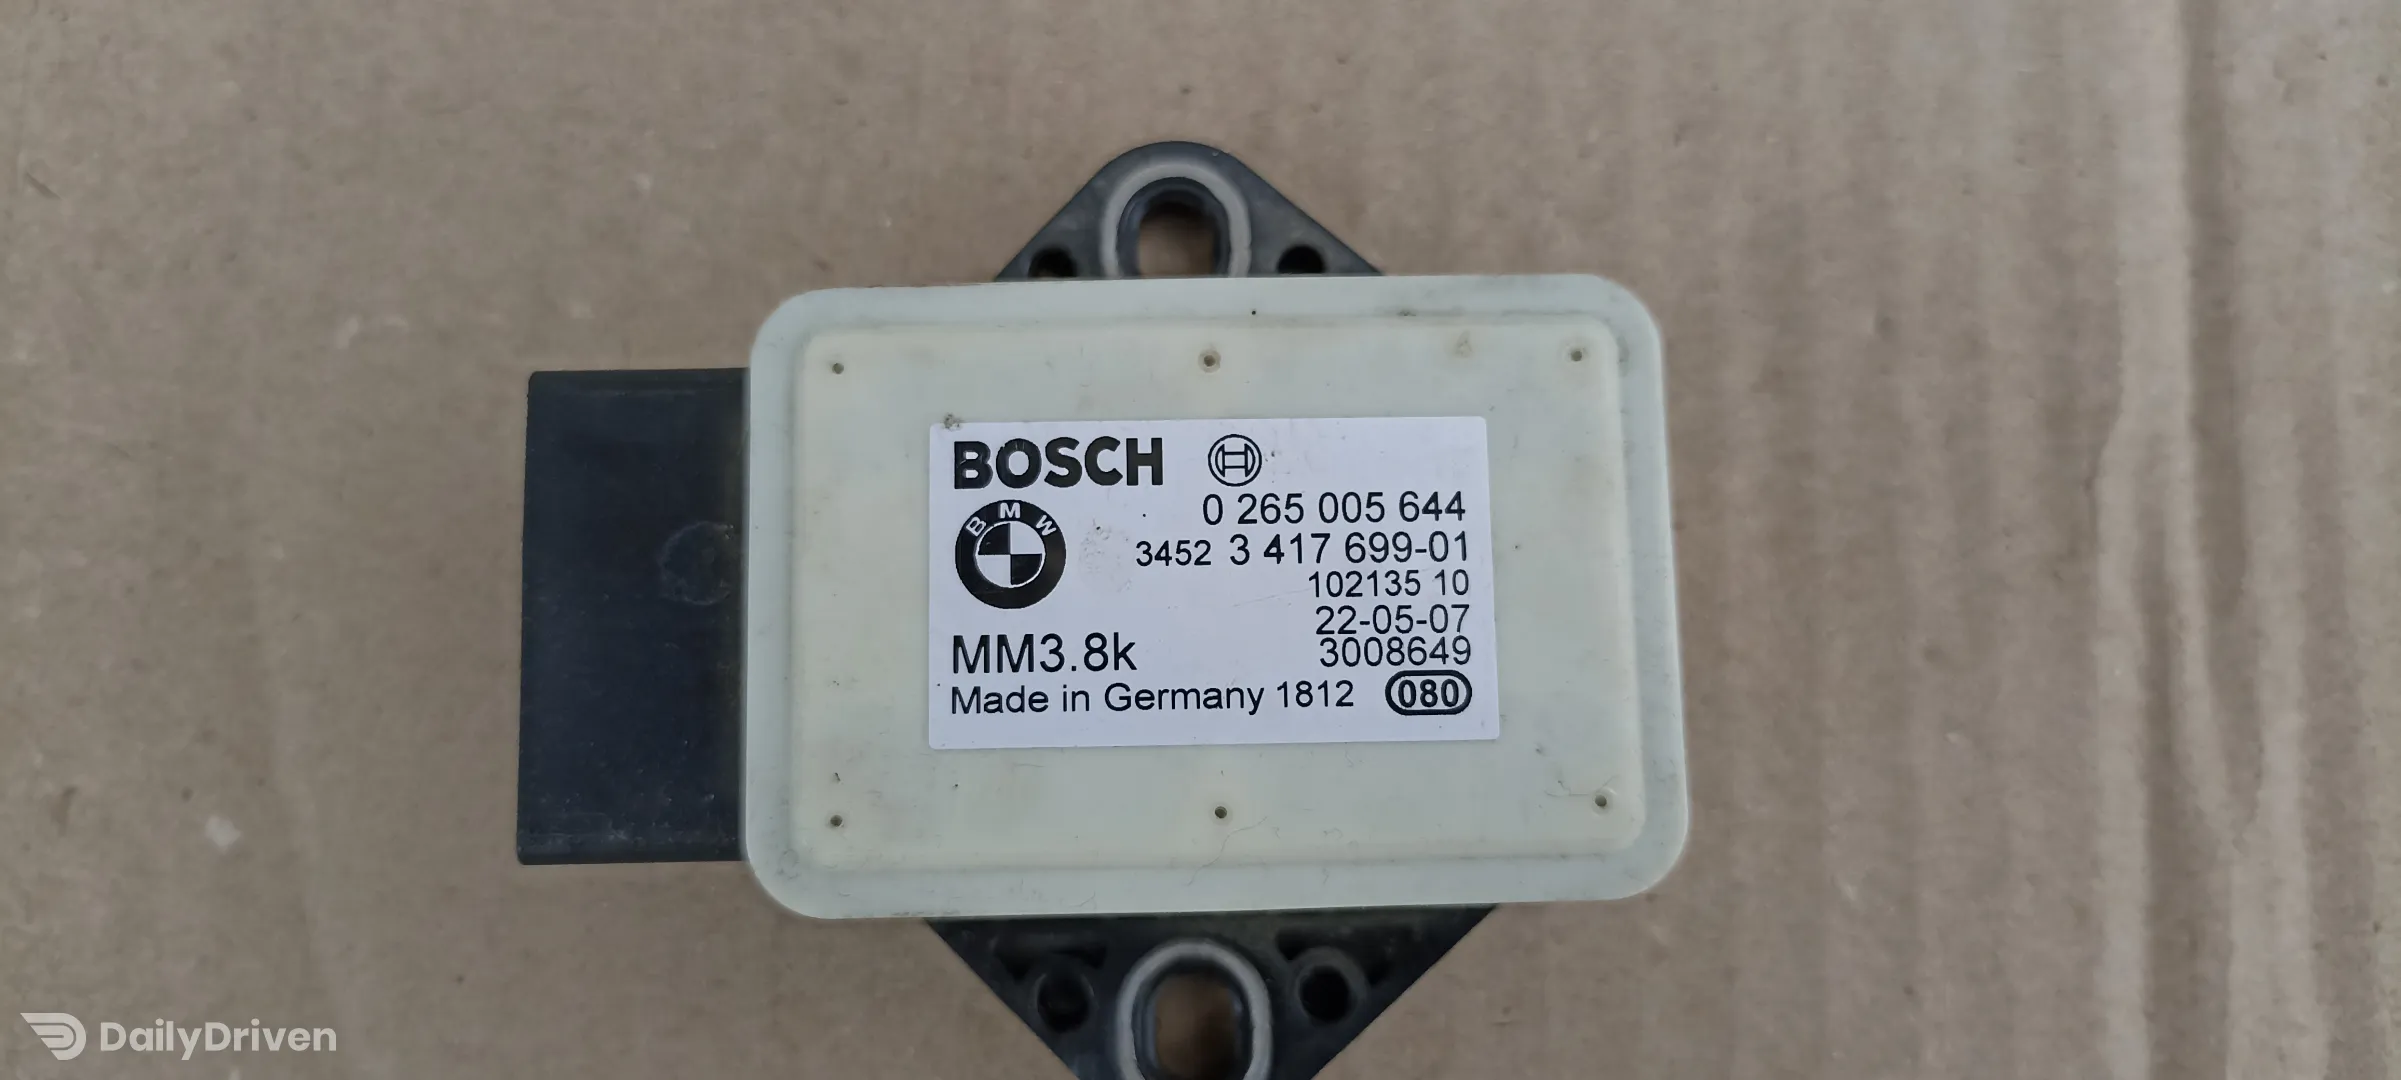 BOSCH
0 265 005 644
BMW
3452 3 417 699-01
102135 10
22-05-07
MM3.8k 3008649
Made in Germany 1812 080
DailyDriven